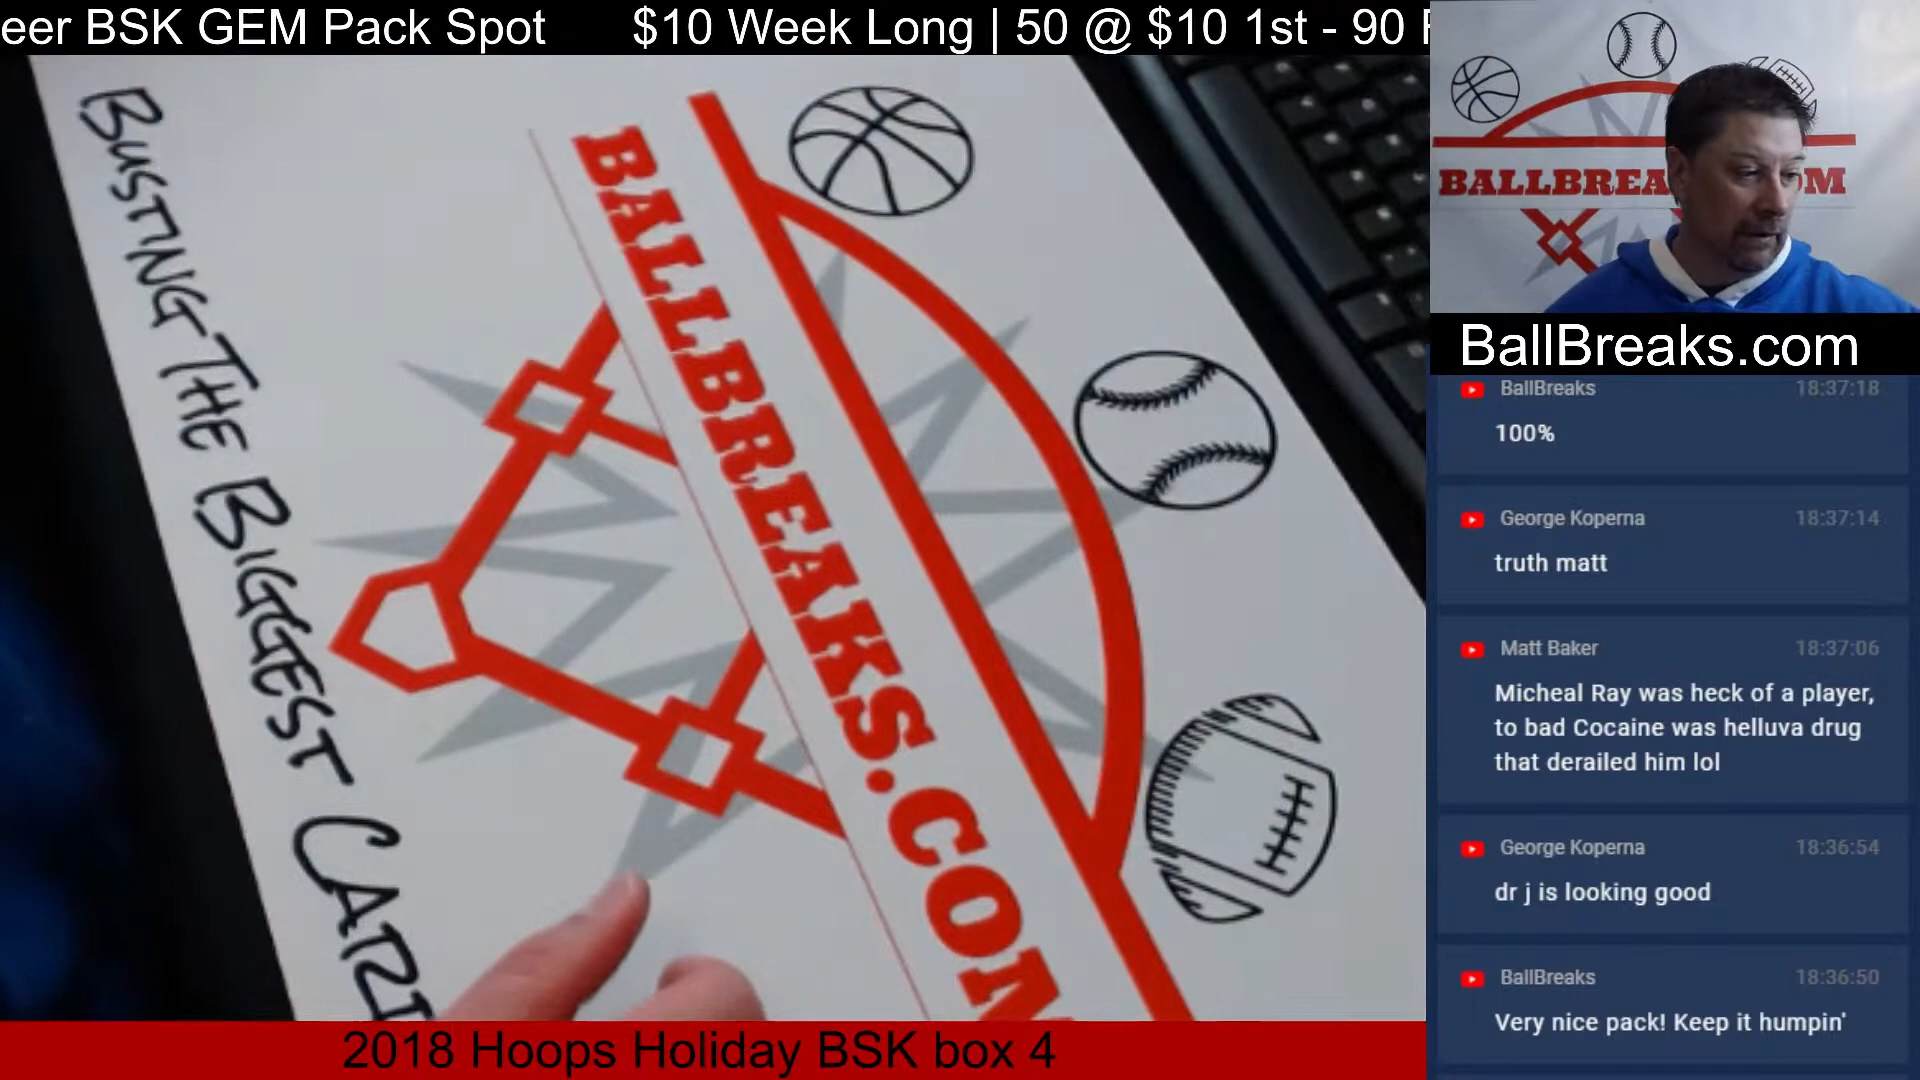 eer BSK GEM Pack Spot $10 Week Long | 50 @ $10 1st - 90
BUSTING THE BIGGEST CARD
BALLBREAKS.COM
BALLBREA OM
BallBreaks.com
BallBreaks 18:37:18
100%
George Koperna 18:37:14
truth matt
Matt Baker 18:37:06
Micheal Ray was heck of a player,
to bad Cocaine was helluva drug
that derailed him lol
George Koperna 18:36:54
dr j is looking good
BallBreaks 18:36:50
Very nice pack! Keep it humpin'
2018 Hoops Holiday BSK box 4